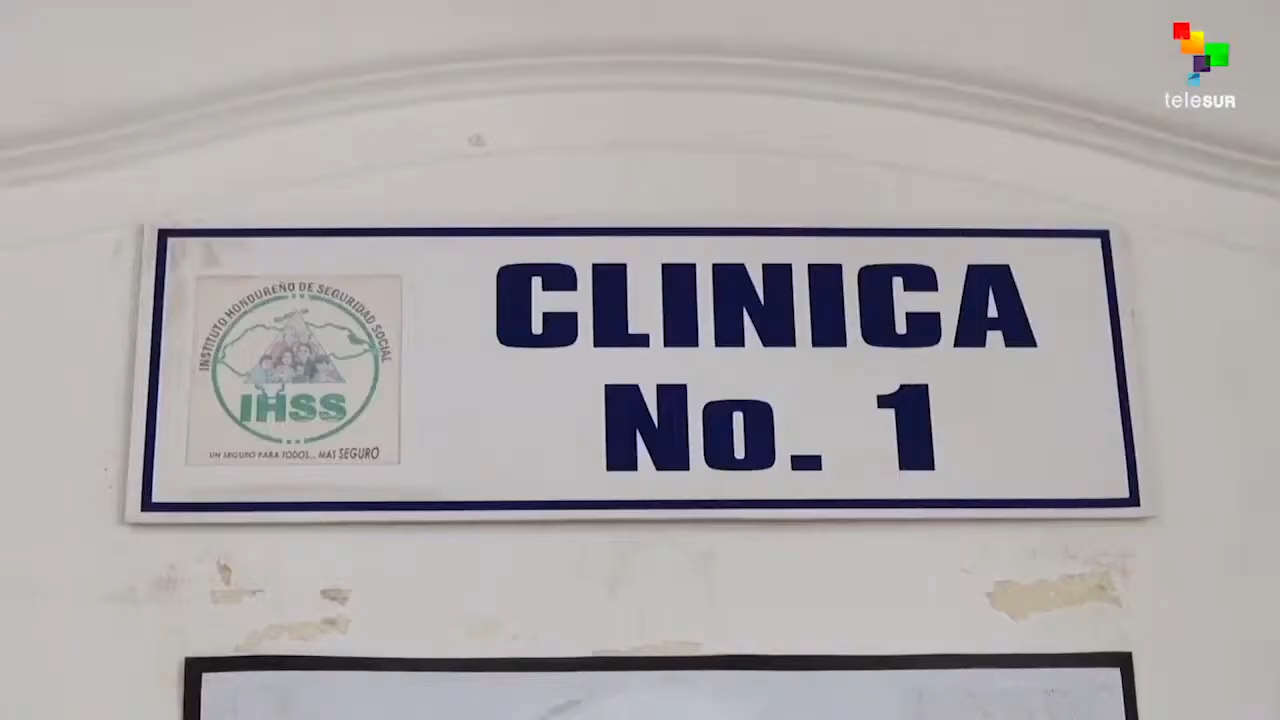 teleSUR
CLINICA
No. 1
INSTITUTO HONDUREÑO DE SEGURIDAD SOCIAL
IHSS
UN SEGURO PARA TODOS... MAS SEGURO